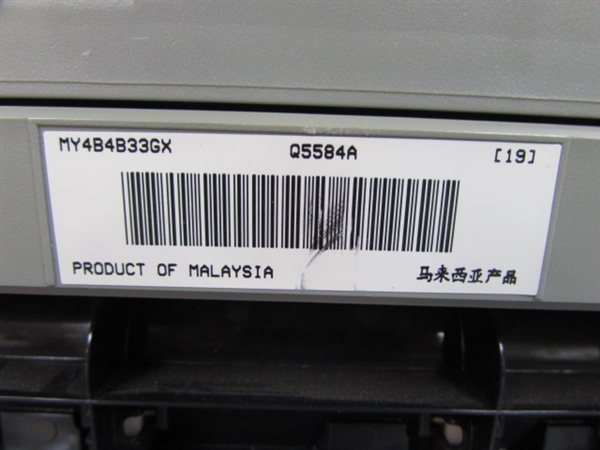 MY4B4B33GX Q5584A [19]
PRODUCT OF MALAYSIA 马来西亚产品